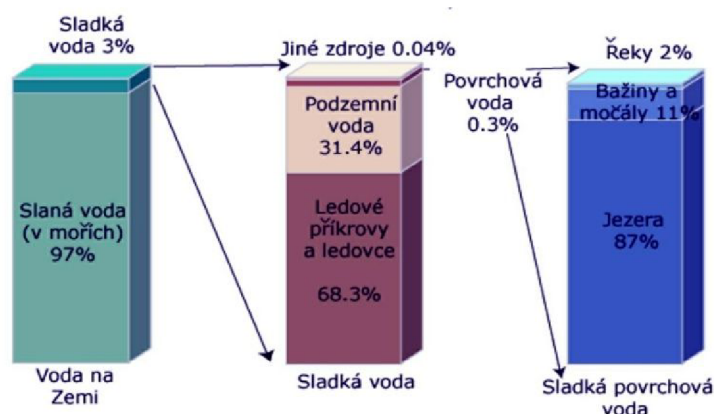 Sladká
voda 3%
Slaná voda
(v mořích)
97%
Voda na
Zemi
Jiné zdroje 0.04%
Podzemní
voda
31.4%
Ledové
příkrovy
a ledovce
68.3%
Sladká voda
Povrchová
voda
0.3%
Řeky 2%
Bažiny a
močály 11%
Jezera
87%
Sladká povrchová
voda